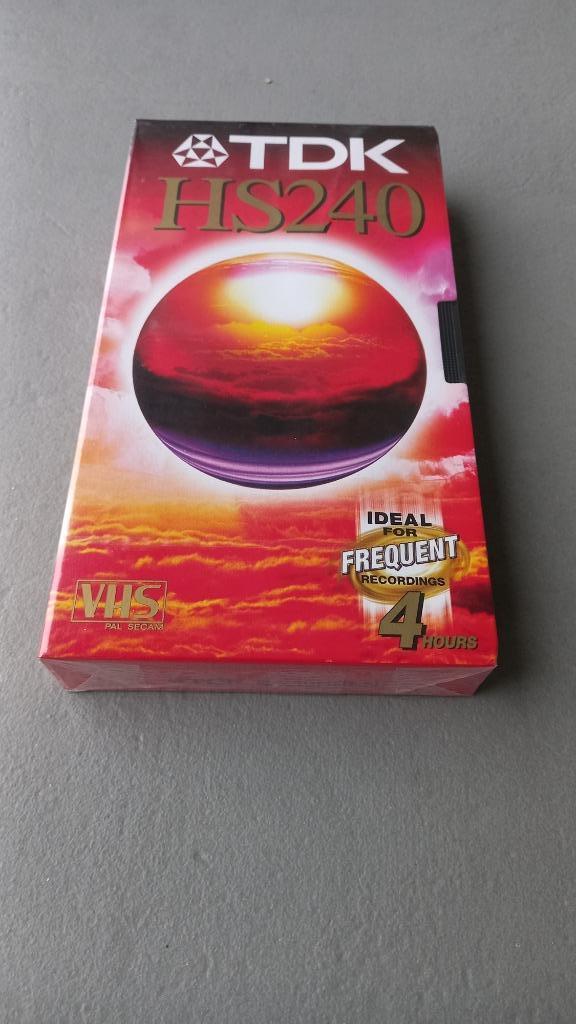 TDK
HS240
IDEAL
FOR
FREQUENT
RECORDINGS
4 HOURS
VHS
PAL SECAM